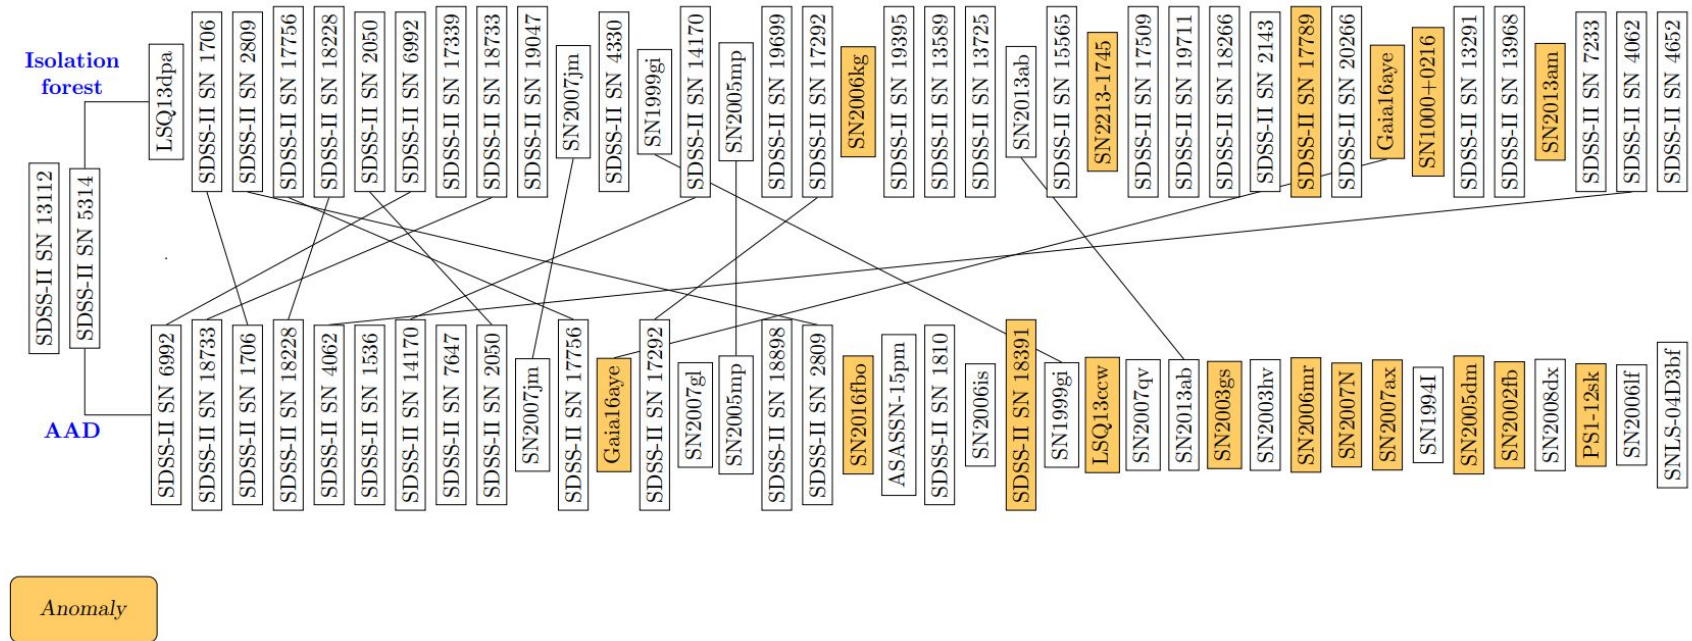 Isolation
forest
LSQ13dpa
SDSS-II SN 1706
SDSS-II SN 2809
SDSS-II SN 17756
SDSS-II SN 18228
SDSS-II SN 2050
SDSS-II SN 6992
SDSS-II SN 17339
SDSS-II SN 18733
SDSS-II SN 19047
SN2007jm
SDSS-II SN 4330
SN1999gi
SDSS-II SN 14170
SN2005mp
SDSS-II SN 19699
SDSS-II SN 17292
SN2006kg
SDSS-II SN 19395
SDSS-II SN 13589
SDSS-II SN 13725
SN2013ab
SDSS-II SN 15565
SN2213-1745
SDSS-II SN 17509
SDSS-II SN 19711
SDSS-II SN 18266
SDSS-II SN 2143
SDSS-II SN 17789
SDSS-II SN 20266
Gaia16aye
SN1000+0216
SDSS-II SN 13291
SDSS-II SN 13968
SN2013am
SDSS-II SN 7233
SDSS-II SN 4062
SDSS-II SN 4652
SDSS-II SN 13112
SDSS-II SN 5314
AAD
SDSS-II SN 6992
SDSS-II SN 18733
SDSS-II SN 1706
SDSS-II SN 18228
SDSS-II SN 4062
SDSS-II SN 1536
SDSS-II SN 14170
SDSS-II SN 7647
SDSS-II SN 2050
SN2007jm
SDSS-II SN 17756
Gaia16aye
SDSS-II SN 17292
SN2007gl
SN2005mp
SDSS-II SN 18898
SDSS-II SN 2809
SN2016fbo
ASASSN-15pm
SDSS-II SN 1810
SN2006is
SDSS-II SN 18391
SN1999gi
LSQ13ccw
SN2007qv
SN2013ab
SN2003gs
SN2003hv
SN2006mr
SN2007N
SN2007ax
SN1994I
SN2005dm
SN2002fb
SN2008dx
PS1-12sk
SN2006lf
SNLS-04D3bf
Anomaly